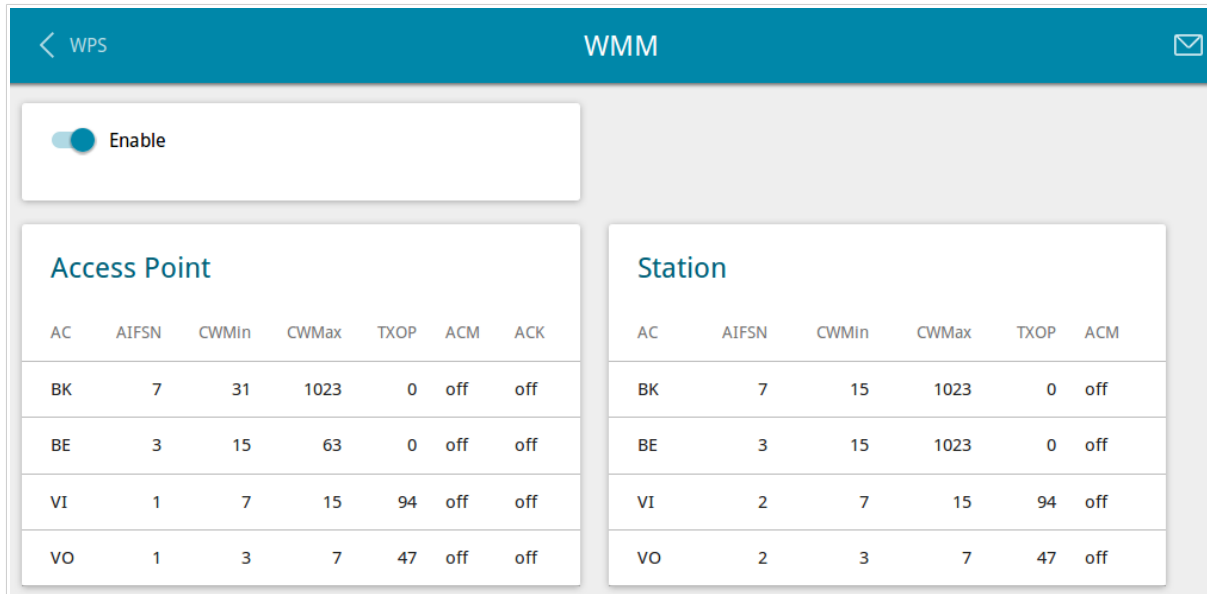 WPS
WMM
Enable
Access Point
AC AIFSN CWMin CWMax TXOP ACM ACK
BK 7 31 1023 0 off off
BE 3 15 63 0 off off
VI 1 7 15 94 off off
VO 1 3 7 47 off off
Station
AC AIFSN CWMin CWMax TXOP ACM
BK 7 15 1023 0 off
BE 3 15 1023 0 off
VI 2 7 15 94 off
VO 2 3 7 47 off